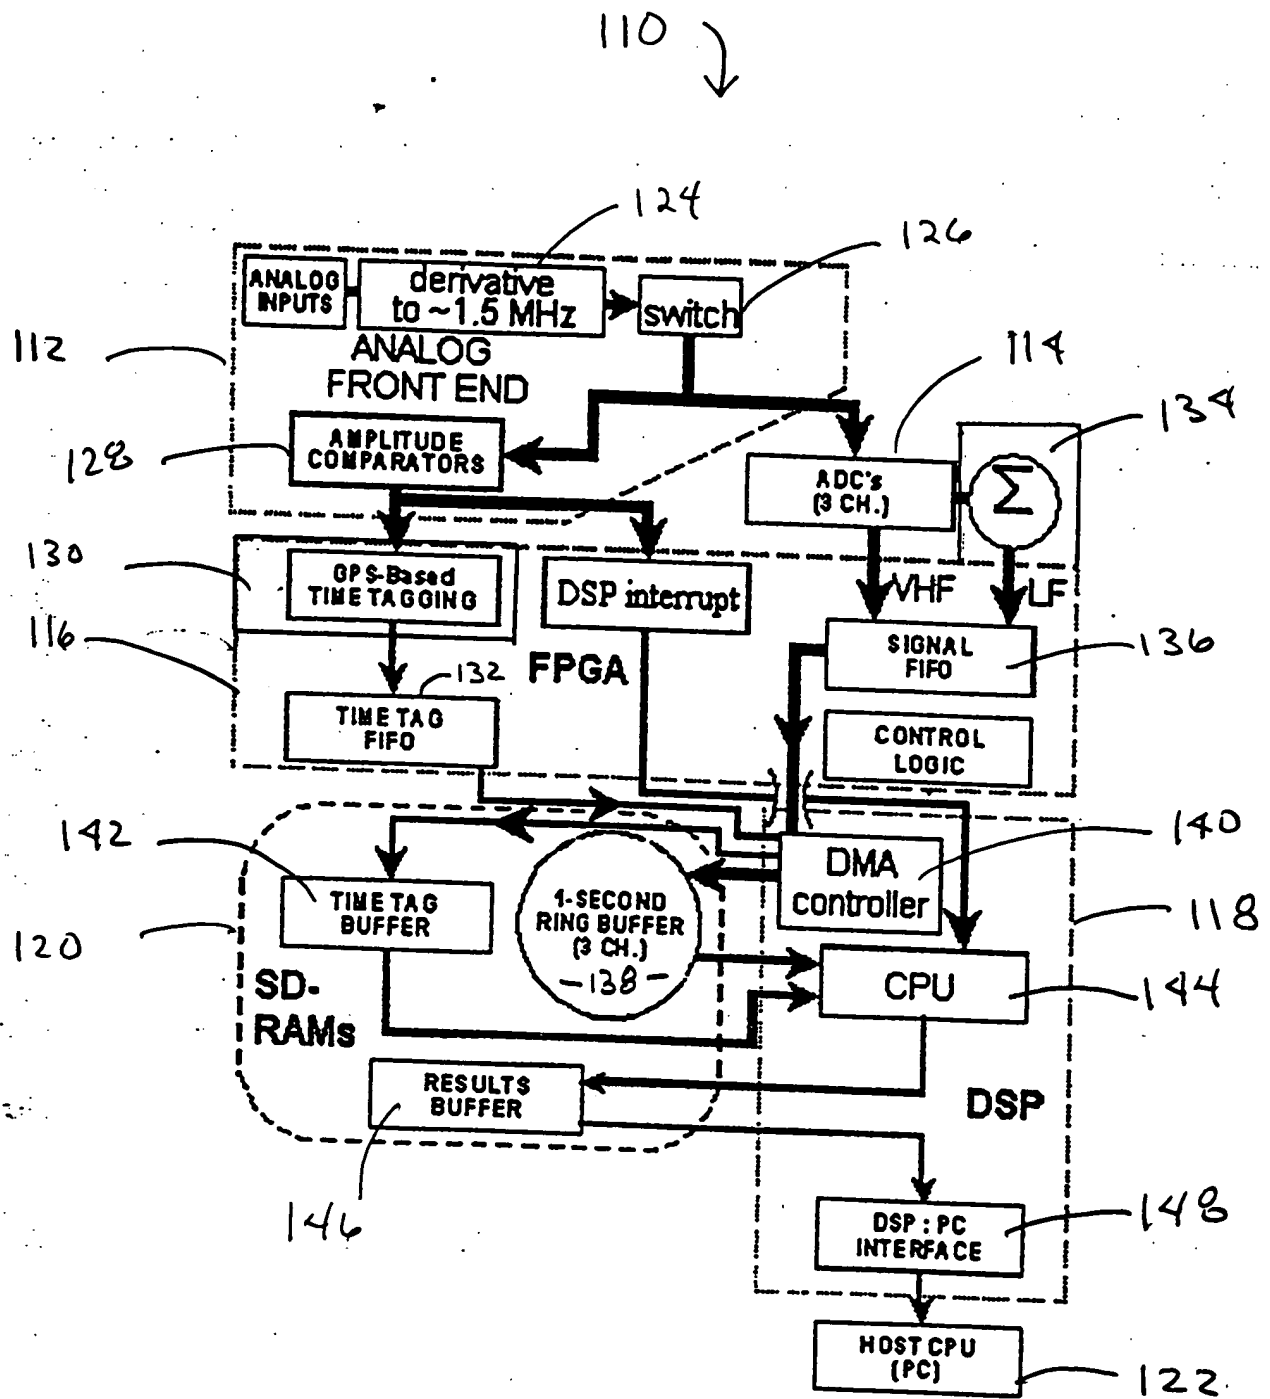 110
124
126
ANALOG
INPUTS
derivative
to ~1.5 MHz
switch
112
ANALOG
FRONT END
114
134
128
AMPLITUDE
COMPARATORS
ADC's
(3 CH.)
Σ
130
GPS-Based
TIME TAGGING
DSP interrupt
VHF
LF
116
FPGA
SIGNAL
FIFO
136
132
TIME TAG
FIFO
CONTROL
LOGIC
142
140
DMA
controller
TIME TAG
BUFFER
1-SECOND
RING BUFFER
(3 CH.)
- 138 -
118
120
SD-
RAMs
CPU
144
RESULTS
BUFFER
DSP
146
DSP : PC
INTERFACE
148
HOST CPU
(PC)
122